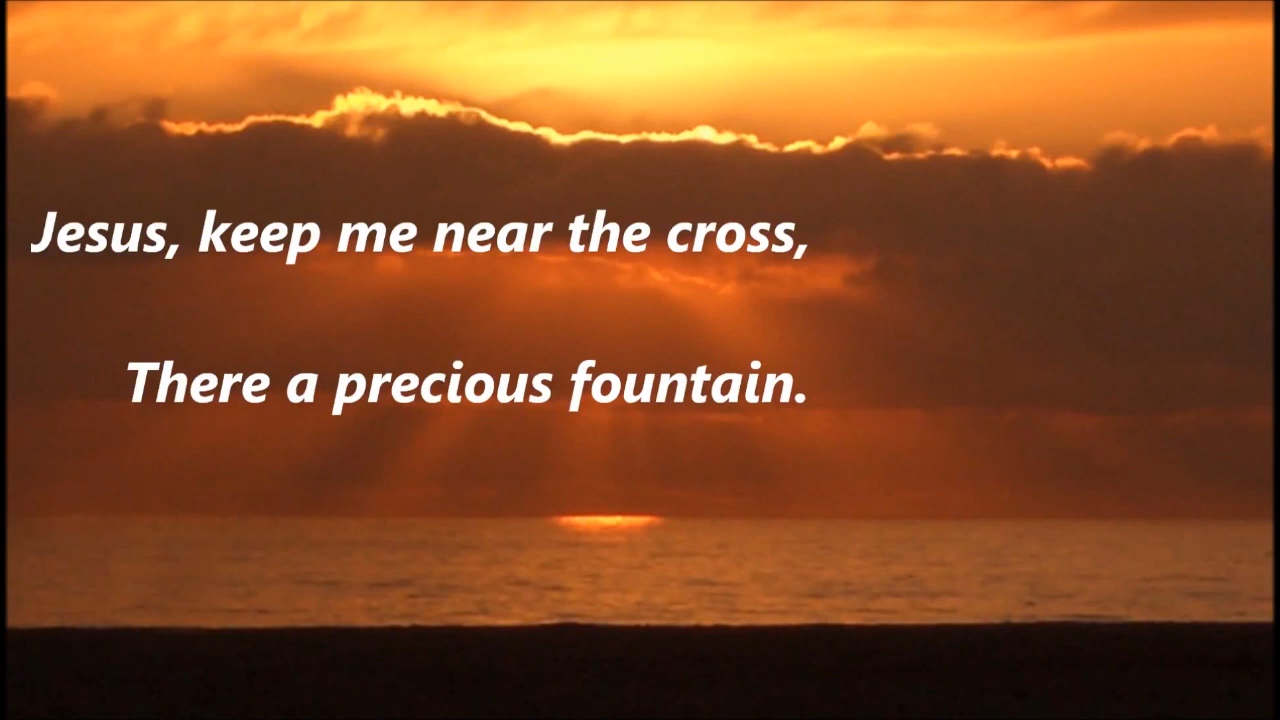 Jesus, keep me near the cross,
There a precious fountain.